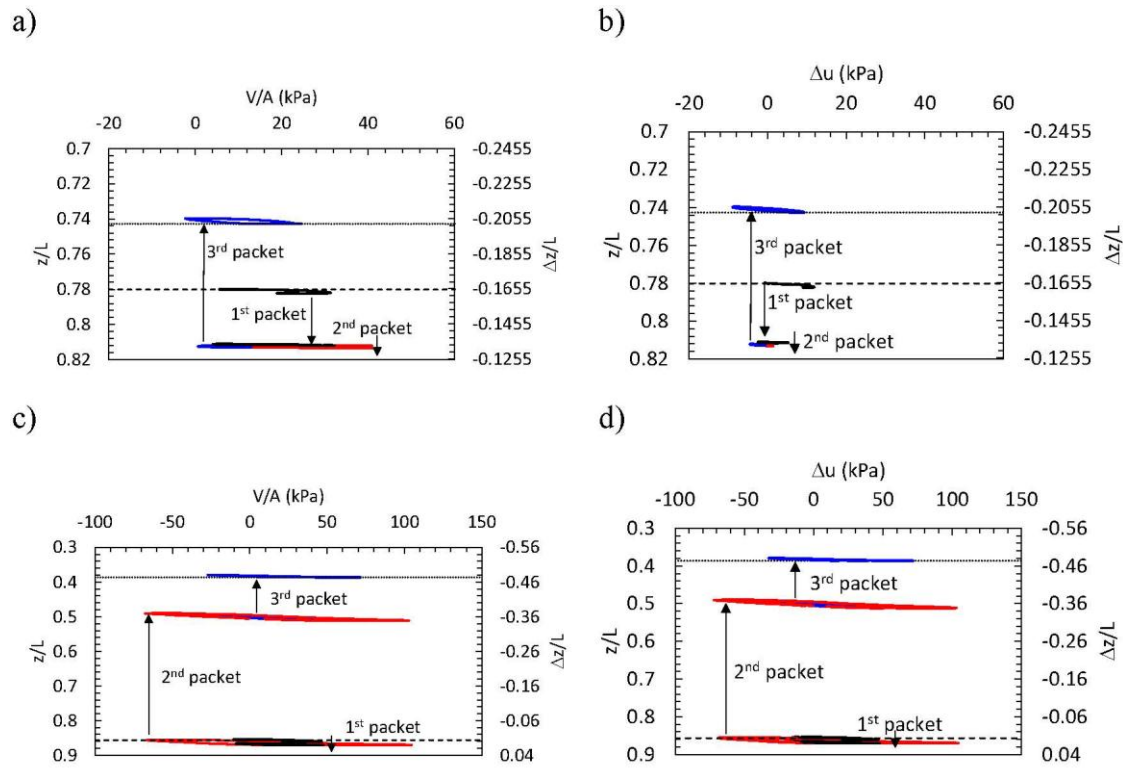 a)
b)
V/A (kPa)
-20 0 20 40 60
0.7
0.72
0.74
0.76
0.78
0.8
0.82
z/L
-0.2455
-0.2255
-0.2055
-0.1855
-0.1655
-0.1455
-0.1255
Δz/L
3rd packet
1st packet
2nd packet
Δu (kPa)
-20 0 20 40 60
0.7
0.72
0.74
0.76
0.78
0.8
0.82
z/L
-0.2455
-0.2255
-0.2055
-0.1855
-0.1655
-0.1455
-0.1255
Δz/L
3rd packet
1st packet
2nd packet
c)
d)
V/A (kPa)
-100 -50 0 50 100 150
0.3
0.4
0.5
0.6
0.7
0.8
0.9
z/L
-0.56
-0.46
-0.36
-0.26
-0.16
-0.06
0.04
Δz/L
3rd packet
2nd packet
1st packet
Δu (kPa)
-100 -50 0 50 100 150
0.3
0.4
0.5
0.6
0.7
0.8
0.9
z/L
-0.56
-0.46
-0.36
-0.26
-0.16
-0.06
0.04
Δz/L
3rd packet
2nd packet
1st packet